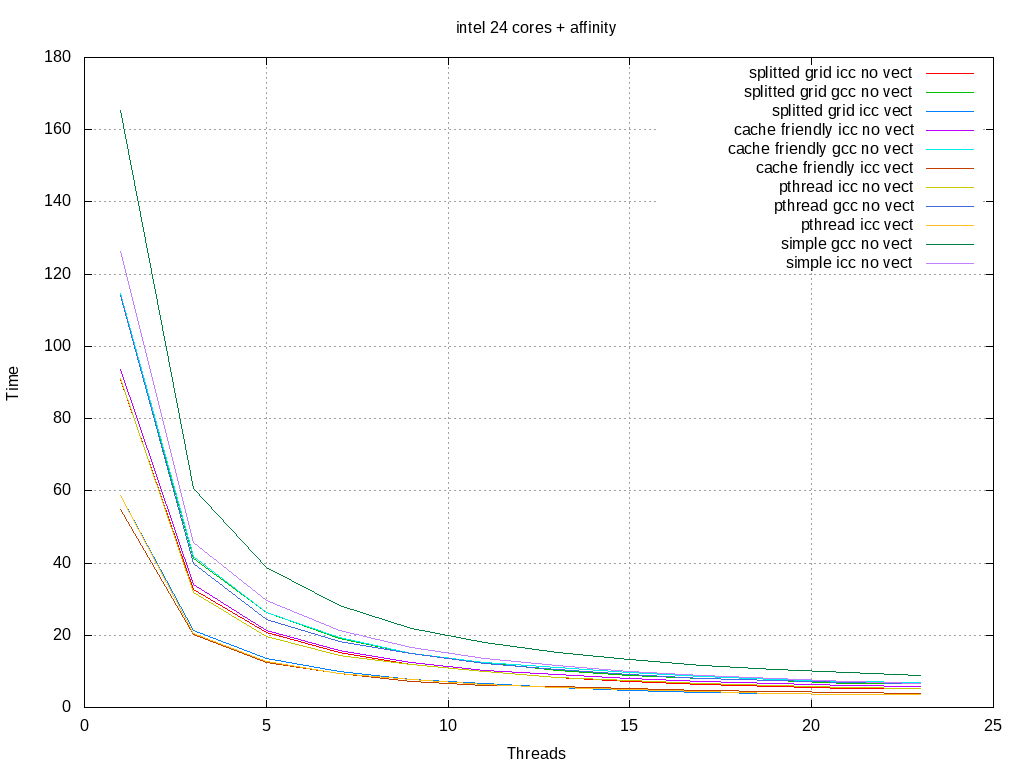 intel 24 cores + affinity
180
160
140
120
100
80
60
40
20
0
Time
splitted grid icc no vect
splitted grid gcc no vect
splitted grid icc vect
cache friendly icc no vect
cache friendly gcc no vect
cache friendly icc vect
pthread icc no vect
pthread gcc no vect
pthread icc vect
simple gcc no vect
simple icc no vect
0 5 10 15 20 25
Threads